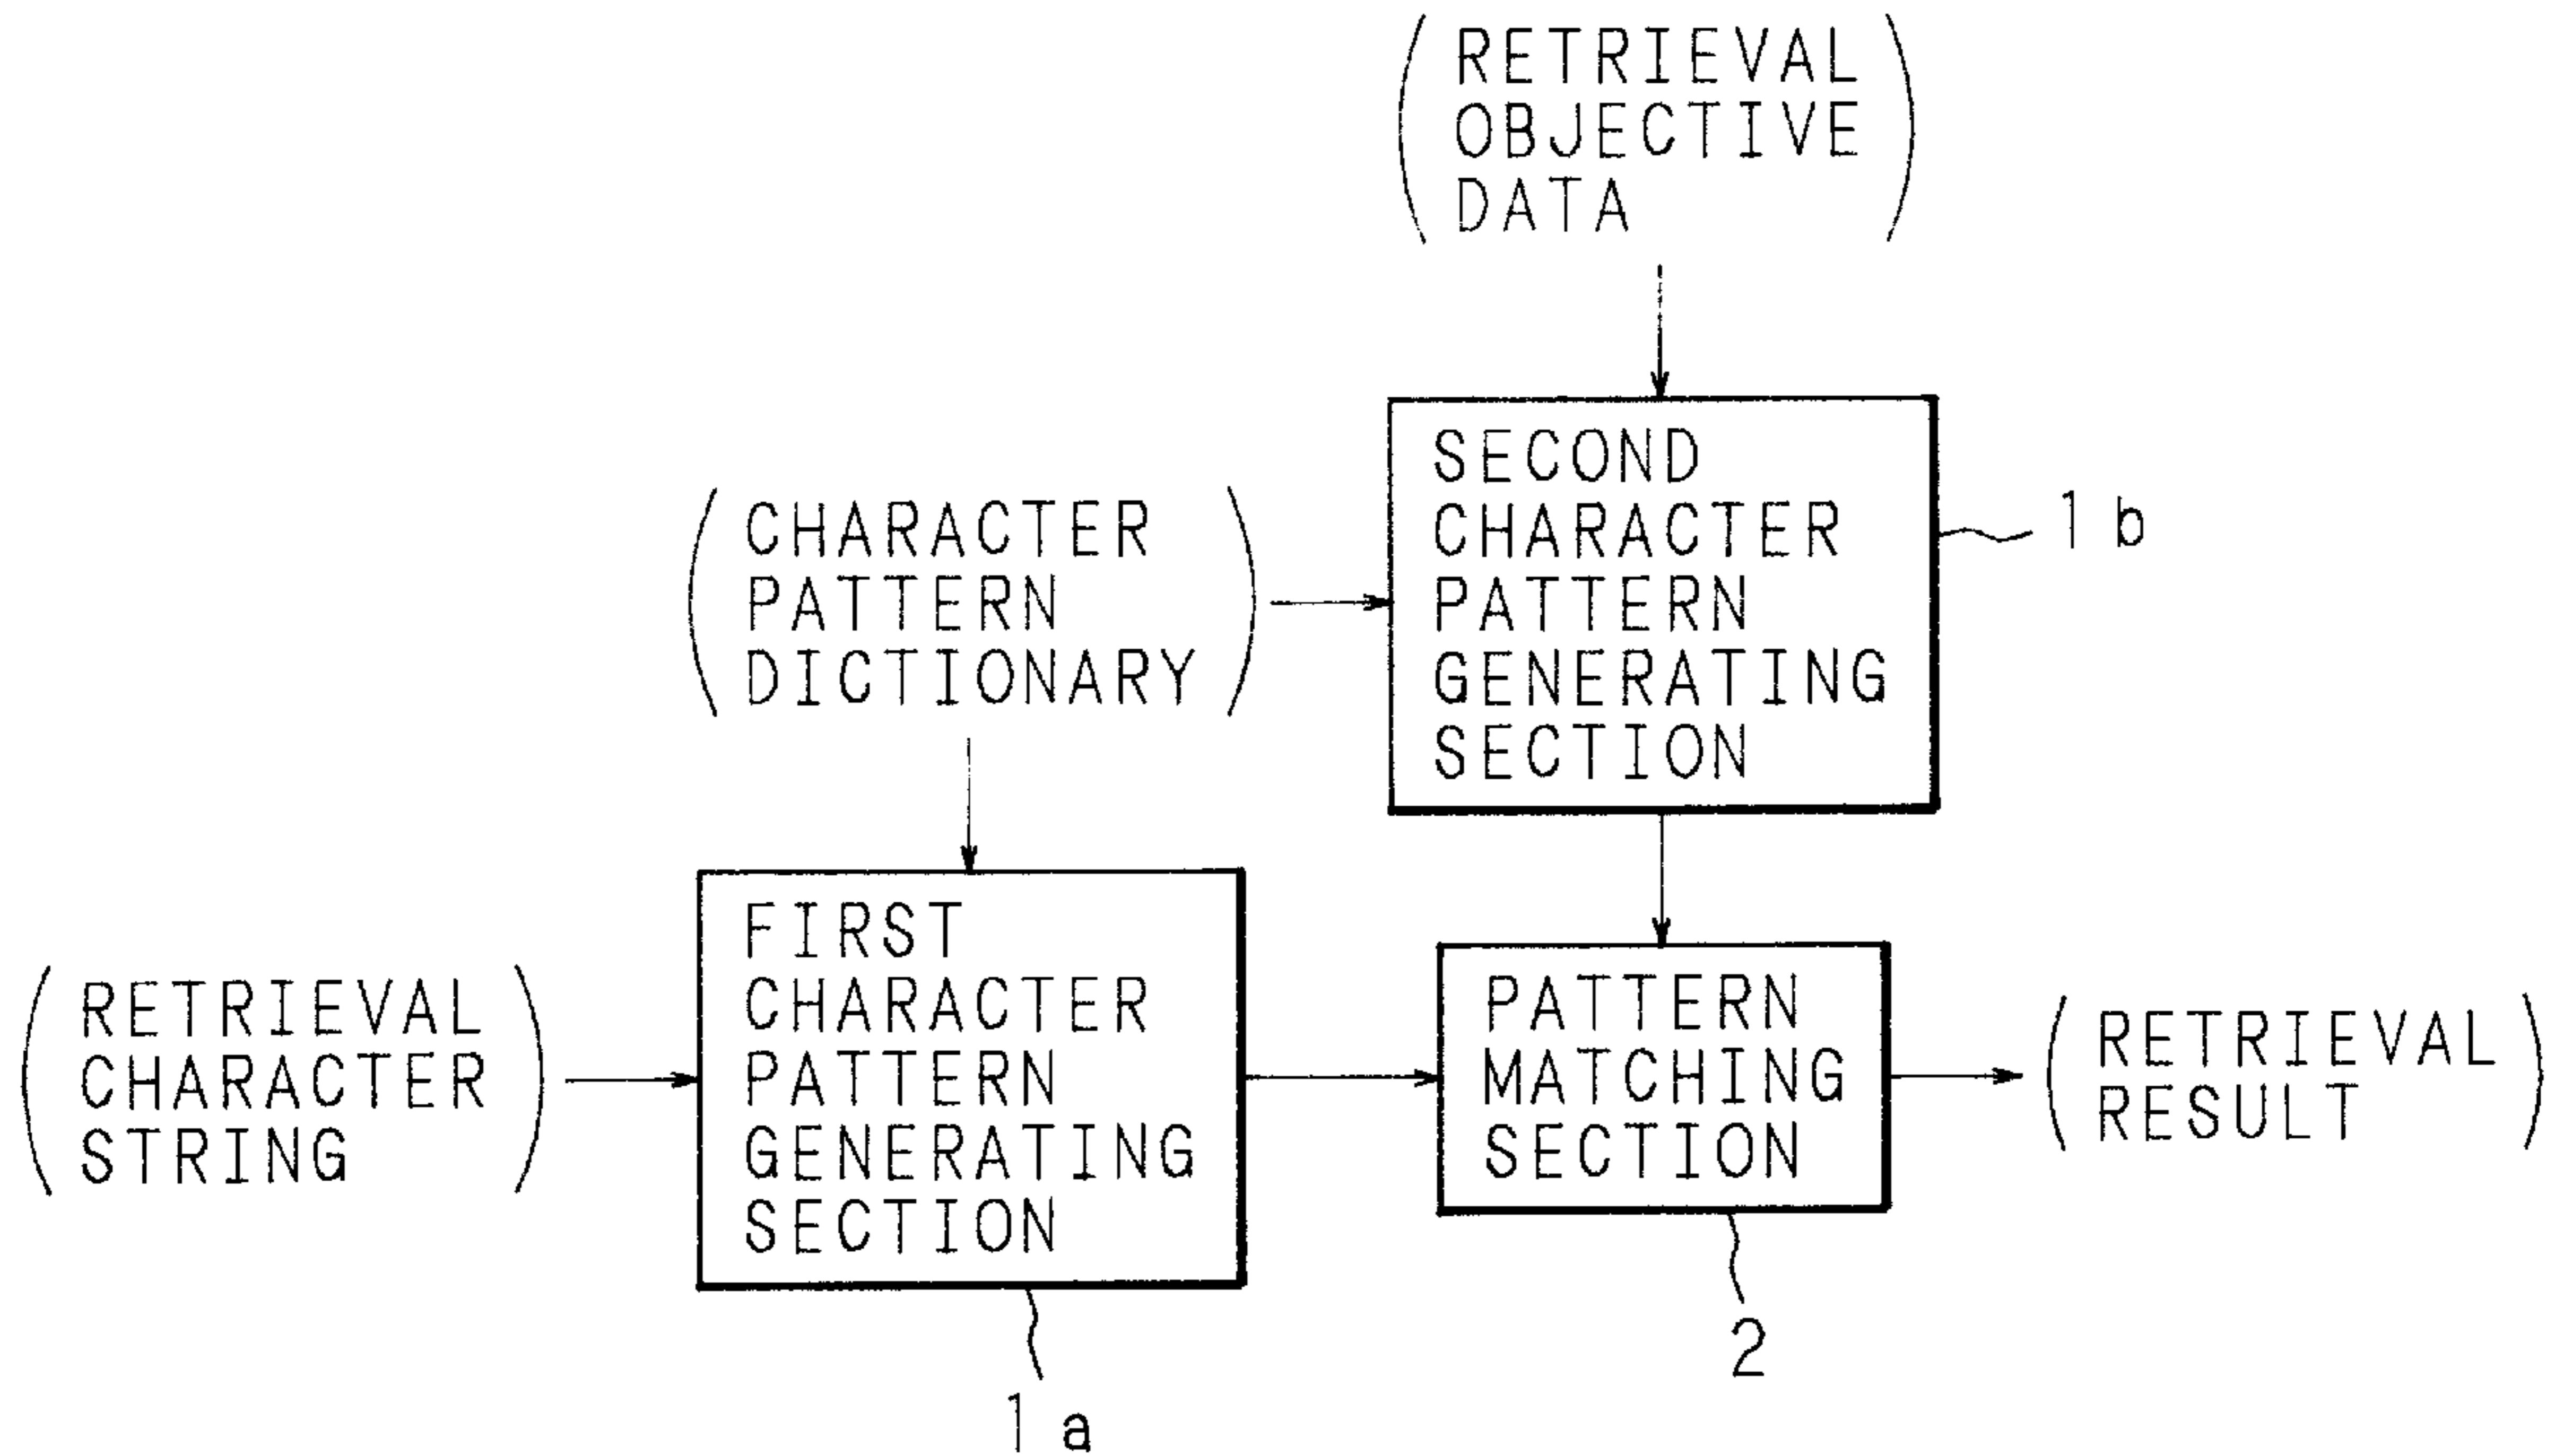 RETRIEVAL
OBJECTIVE
DATA
SECOND
CHARACTER
PATTERN
GENERATING
SECTION
1b
CHARACTER
PATTERN
DICTIONARY
FIRST
CHARACTER
PATTERN
GENERATING
SECTION
1a
RETRIEVAL
CHARACTER
STRING
PATTERN
MATCHING
SECTION
2
RETRIEVAL
RESULT